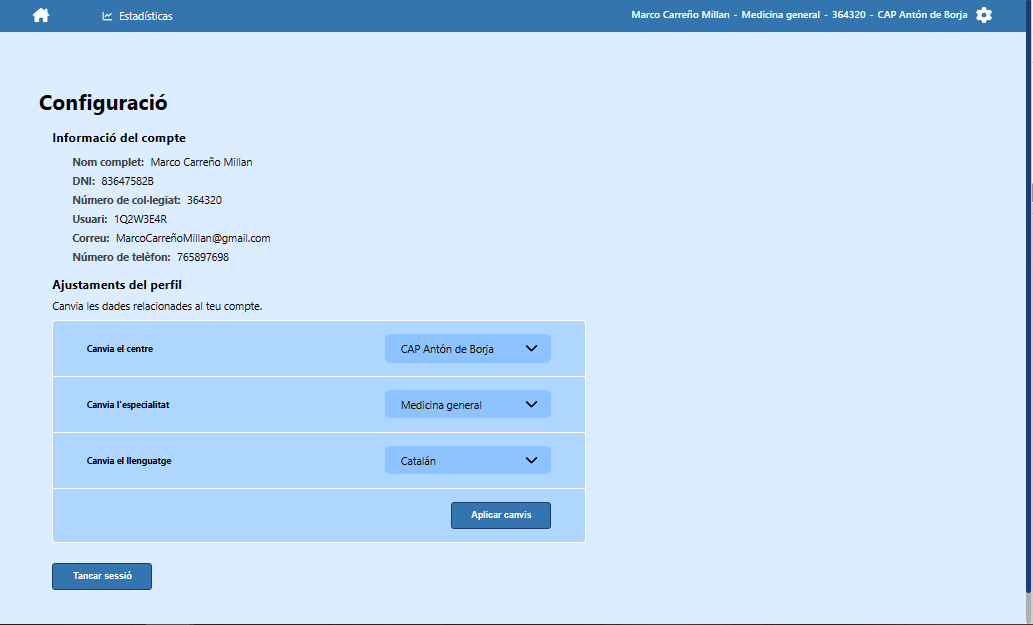 Estadísticas
Marco Carreño Millan - Medicina general - 364320 - CAP Antón de Borja
Configuració
Informació del compte
Nom complet: Marco Carreño Millan
DNI: 83647582B
Número de col·legiat: 364320
Usuari: 1Q2W3E4R
Correu: MarcoCarreñoMillan@gmail.com
Número de telèfon: 765897698
Ajustaments del perfil
Canvia les dades relacionades al teu compte.
Canvia el centre CAP Antón de Borja
Canvia l'especialitat Medicina general
Canvia el llenguatge Catalán
Aplicar canvis
Tancar sessió